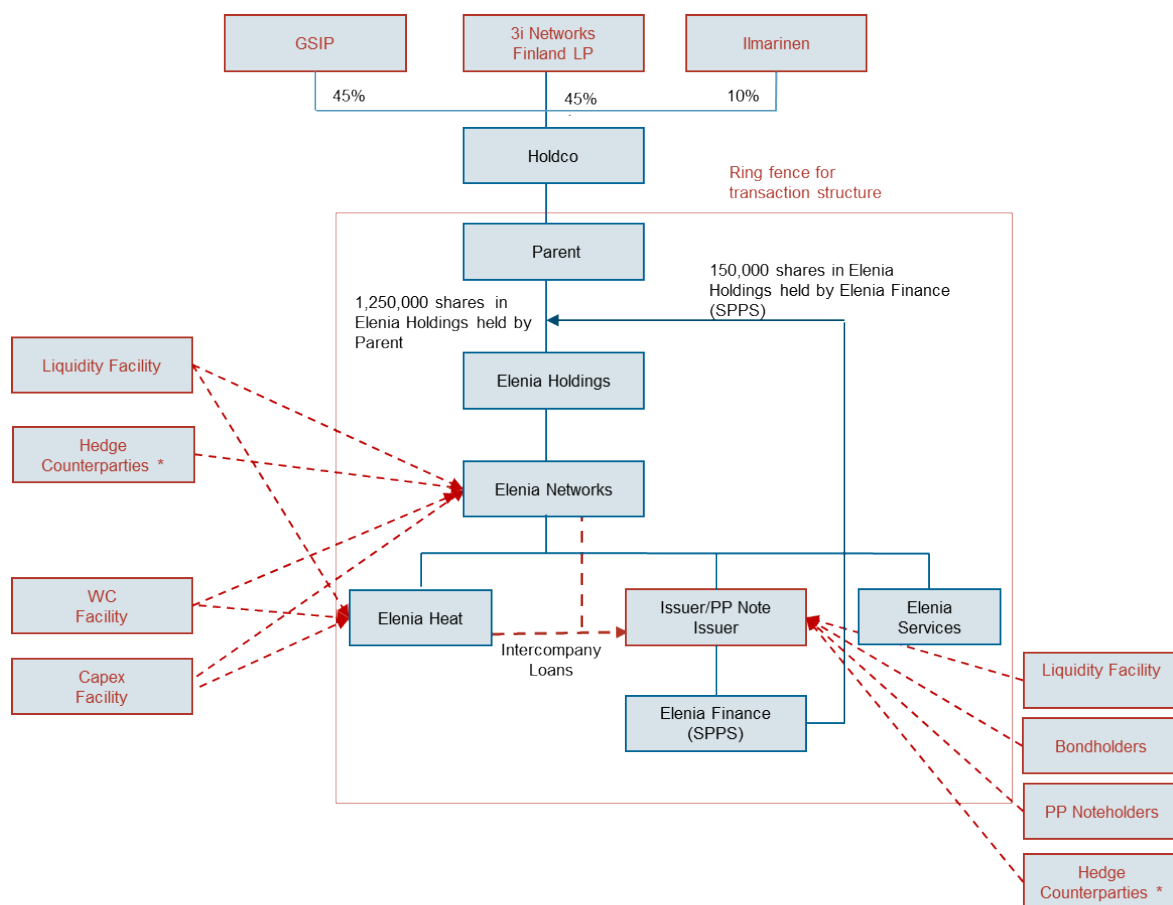 GSIP
3i Networks
Finland LP
Ilmarinen
45%
45%
10%
Holdco
Ring fence for
transaction structure
Parent
150,000 shares in Elenia
Holdings held by Elenia Finance
(SPPS)
1,250,000 shares in
Elenia Holdings held by
Parent
Liquidity Facility
Elenia Holdings
Hedge
Counterparties *
Elenia Networks
WC
Facility
Elenia Heat
Issuer/PP Note
Issuer
Elenia
Services
Intercompany
Loans
Capex
Facility
Liquidity Facility
Elenia Finance
(SPPS)
Bondholders
PP Noteholders
Hedge
Counterparties *